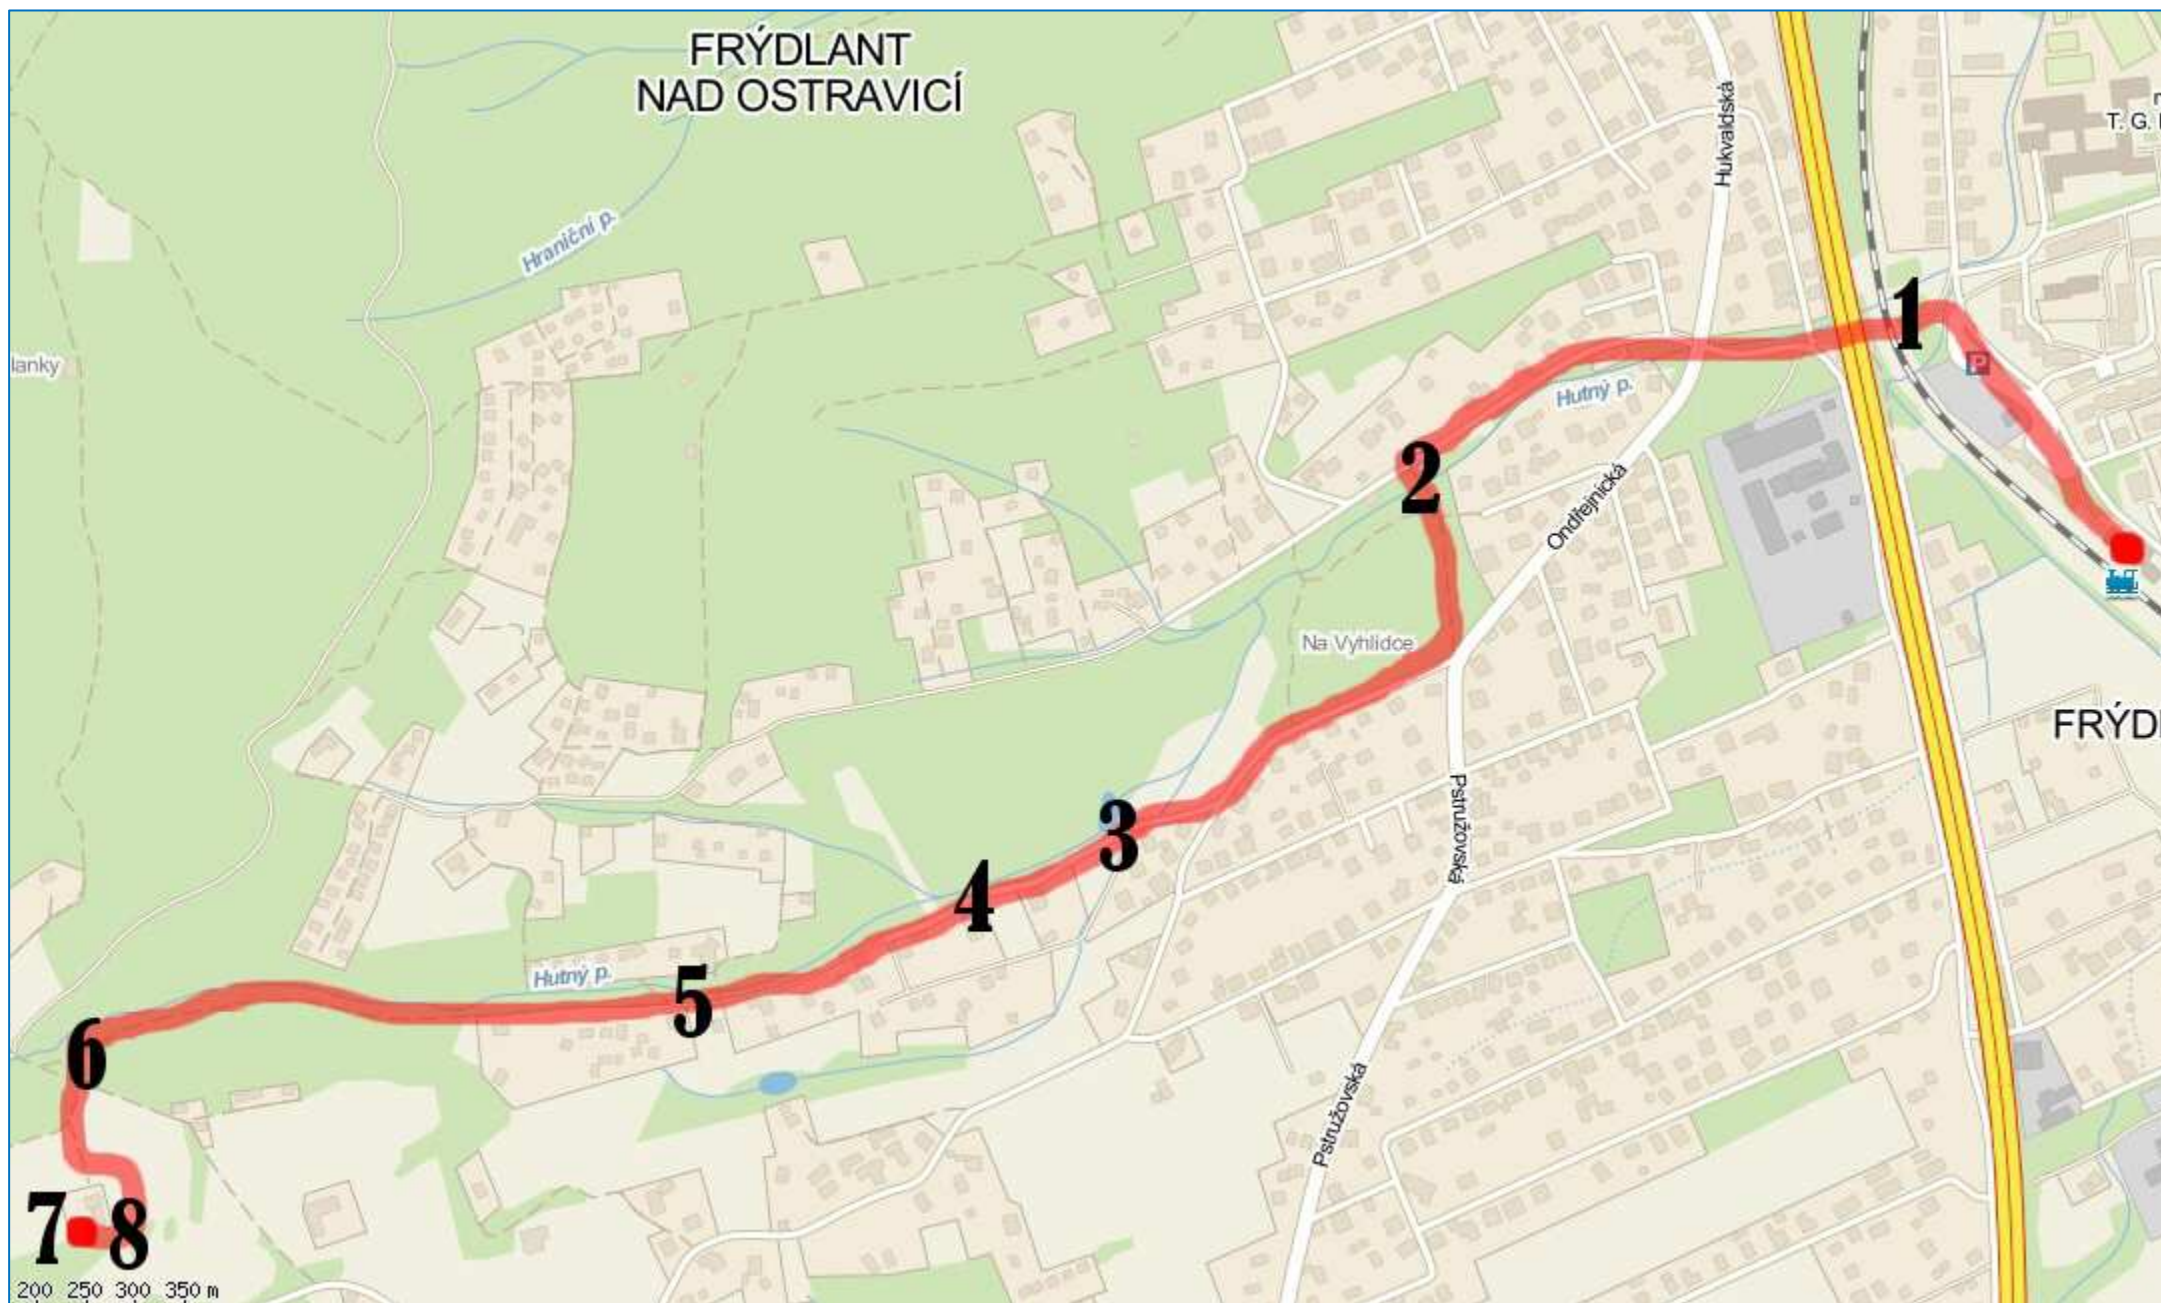 FRÝDLANT
NAD OSTRAVICÍ
Hukvaldská
T. G.
Hraniční p.
1
lanky
P
Hutný p.
2
Ondřejnická
Na Vyhlídce
FRÝD
Pstružovská
3
4
Hutný p.
5
6
Pstružovská
7
8
200 250 300 350 m